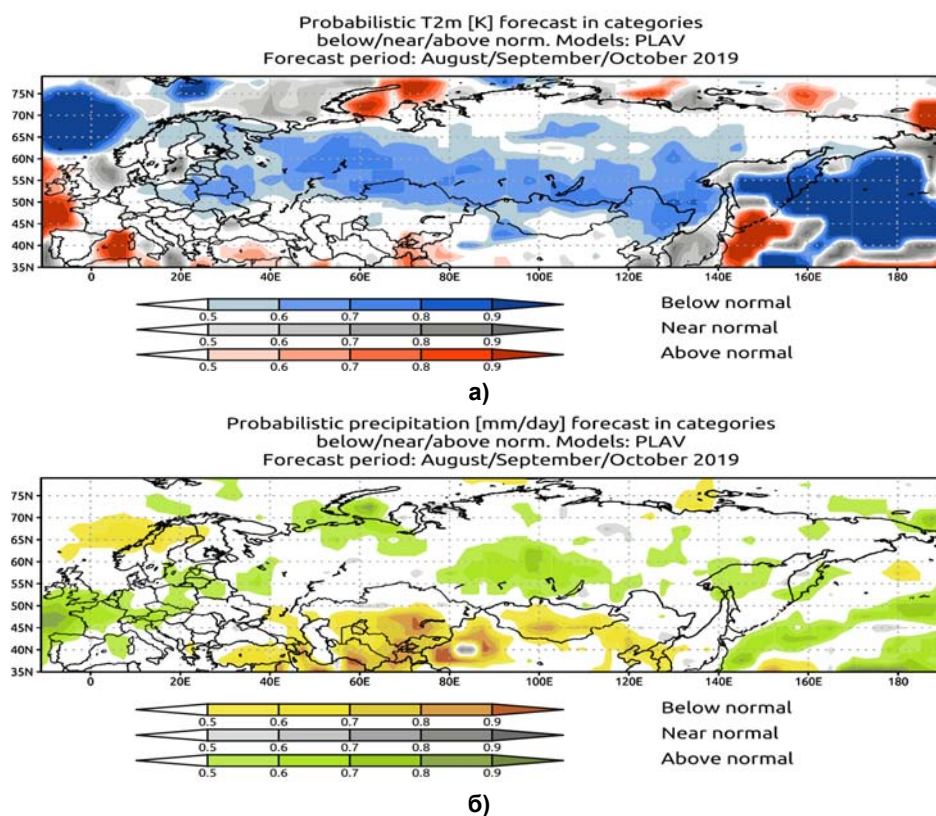 Probabilistic T2m [K] forecast in categories
below/near/above norm. Models: PLAV
Forecast period: August/September/October 2019
75N
70N
65N
60N
55N
50N
45N
40N
35N
0 20E 40E 60E 80E 100E 120E 140E 160E 180
0.5 0.6 0.7 0.8 0.9 Below normal
0.5 0.6 0.7 0.8 0.9 Near normal
0.5 0.6 0.7 0.8 0.9 Above normal
а)
Probabilistic precipitation [mm/day] forecast in categories
below/near/above norm. Models: PLAV
Forecast period: August/September/October 2019
75N
70N
65N
60N
55N
50N
45N
40N
35N
0 20E 40E 60E 80E 100E 120E 140E 160E 180
0.5 0.6 0.7 0.8 0.9 Below normal
0.5 0.6 0.7 0.8 0.9 Near normal
0.5 0.6 0.7 0.8 0.9 Above normal
б)